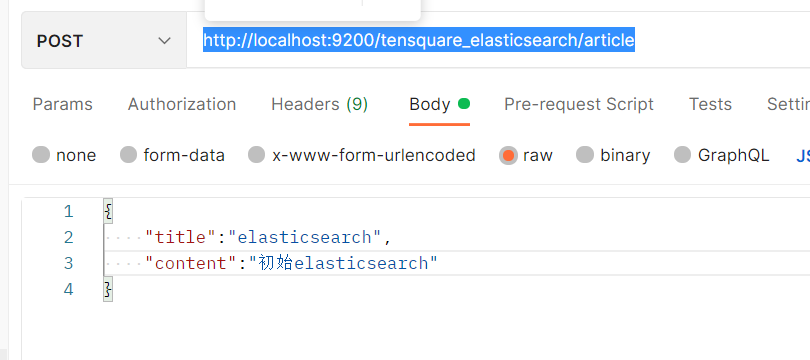 POST http://localhost:9200/tensquare_elasticsearch/article
Params Authorization Headers (9) Body Pre-request Script Tests Settin
none form-data x-www-form-urlencoded raw binary GraphQL JS
1 {
2 "title":"elasticsearch",
3 "content":"初始elasticsearch"
4 }